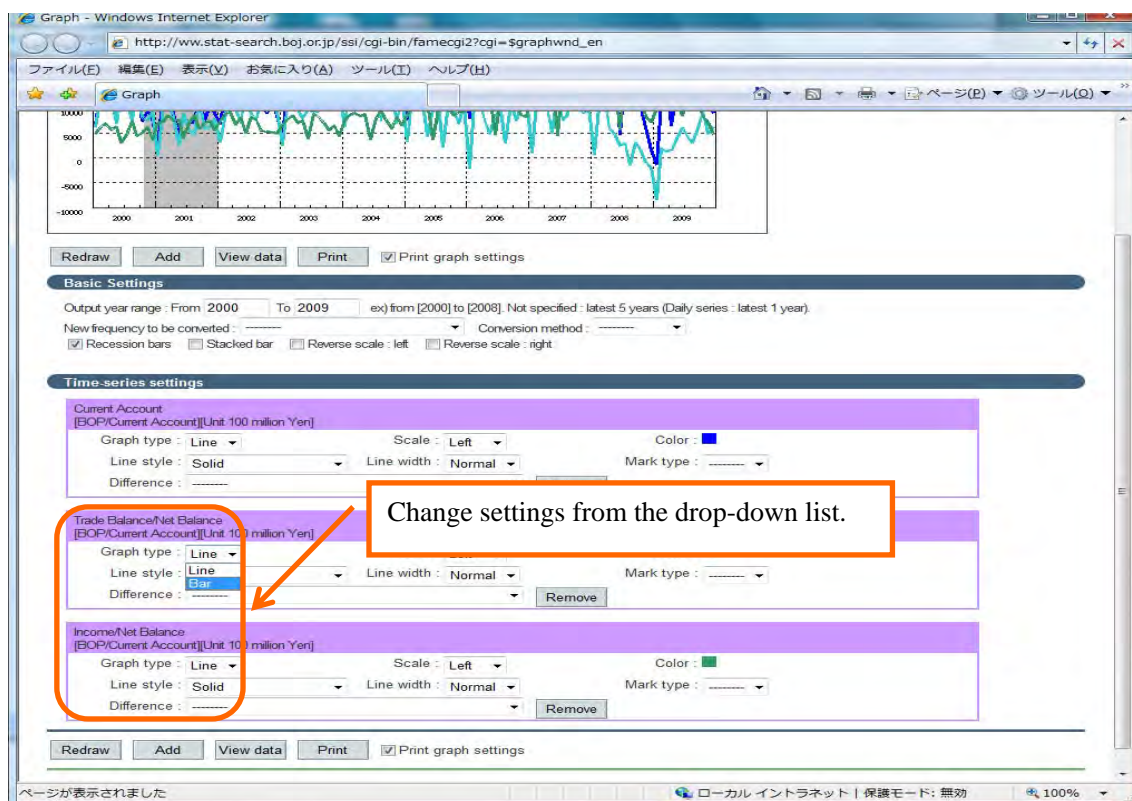 Graph - Windows Internet Explorer
http://ww.stat-search.boj.or.jp/ssi/cgi-bin/famecgi2?cgi=$graphwnd_en
ファイル(F) 編集(E) 表示(V) お気に入り(A) ツール(T) ヘルプ(H)
Graph ページ(P) ツール(O) »
10000
5000
0
-5000
-10000
2000 2001 2002 2003 2004 2005 2006 2007 2008 2009
Redraw Add View data Print Print graph settings
Basic Settings
Output year range : From 2000 To 2009 ex) from [2000] to [2008]. Not specified : latest 5 years (Daily series : latest 1 year).
New frequency to be converted : -------- Conversion method : --------
Recession bars Stacked bar Reverse scale : left Reverse scale : right
Time-series settings
Current Account
[BOP/Current Account][Unit 100 million Yen]
Graph type : Line Scale : Left Color :
Line style : Solid Line width : Normal Mark type : --------
Difference : --------
Change settings from the drop-down list.
Trade Balance/Net Balance
[BOP/Current Account][Unit 100 million Yen]
Graph type : Line
Line style : Line Line width : Normal Mark type : --------
Bar
Difference : -------- Remove
Income/Net Balance
[BOP/Current Account][Unit 100 million Yen]
Graph type : Line Scale : Left Color :
Line style : Solid Line width : Normal Mark type : --------
Difference : -------- Remove
Redraw Add View data Print Print graph settings
ページが表示されました ローカル イントラネット | 保護モード: 無効 100%